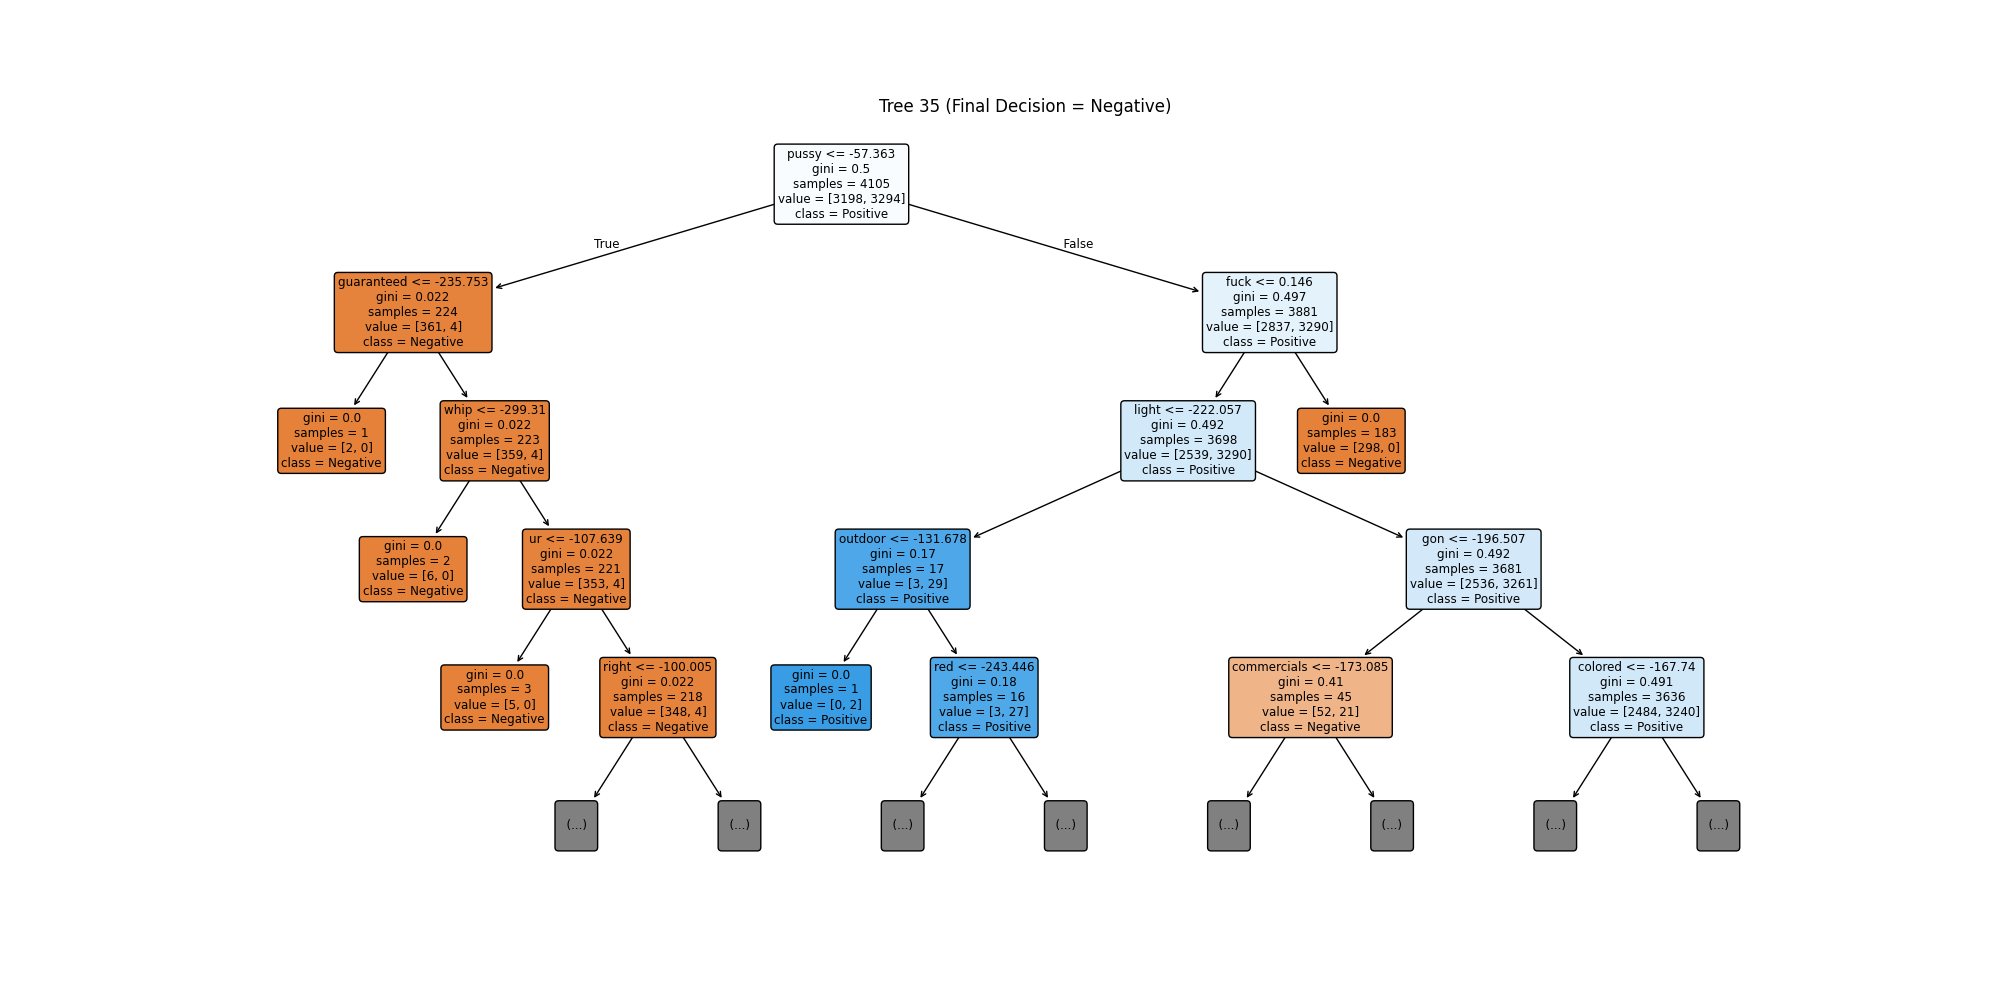 Tree 35 (Final Decision = Negative)
pussy <= -57.363
gini = 0.5
samples = 4105
value = [3198, 3294]
class = Positive
True
False
guaranteed <= -235.753
gini = 0.022
samples = 224
value = [361, 4]
class = Negative
fuck <= 0.146
gini = 0.497
samples = 3881
value = [2837, 3290]
class = Positive
gini = 0.0
samples = 1
value = [2, 0]
class = Negative
whip <= -299.31
gini = 0.022
samples = 223
value = [359, 4]
class = Negative
light <= -222.057
gini = 0.492
samples = 3698
value = [2539, 3290]
class = Positive
gini = 0.0
samples = 183
value = [298, 0]
class = Negative
gini = 0.0
samples = 2
value = [6, 0]
class = Negative
ur <= -107.639
gini = 0.022
samples = 221
value = [353, 4]
class = Negative
outdoor <= -131.678
gini = 0.17
samples = 17
value = [3, 29]
class = Positive
gon <= -196.507
gini = 0.492
samples = 3681
value = [2536, 3261]
class = Positive
gini = 0.0
samples = 3
value = [5, 0]
class = Negative
right <= -100.005
gini = 0.022
samples = 218
value = [348, 4]
class = Negative
gini = 0.0
samples = 1
value = [0, 2]
class = Positive
red <= -243.446
gini = 0.18
samples = 16
value = [3, 27]
class = Positive
commercials <= -173.085
gini = 0.41
samples = 45
value = [52, 21]
class = Negative
colored <= -167.74
gini = 0.491
samples = 3636
value = [2484, 3240]
class = Positive
(...)
(...)
(...)
(...)
(...)
(...)
(...)
(...)